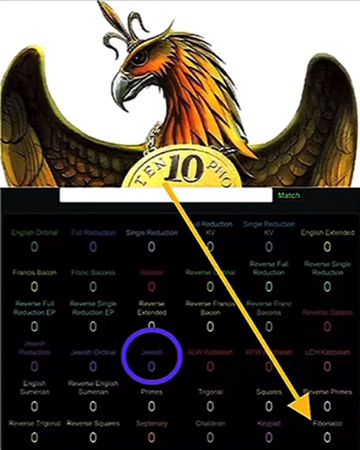 TEN 10 PHO
Match
English Ordinal
0
Full Reduction
0
Single Reduction
0
Reduction KV
0
Single Reduction KV
0
English Extended
0
Francis Bacon
0
Franc Baconis
0
Satanic
0
Reverse Ordinal
0
Reverse Full Reduction
0
Reverse Single Reduction
0
Reverse Full Reduction EP
0
Reverse Single Reduction EP
0
Reverse Extended
0
Reverse Francis Bacon
0
Reverse Franc Baconis
0
Reverse Satanic
0
Jewish Reduction
0
Jewish Ordinal
0
Jewish
0
ALW Kabbalah
0
KFW Kabbalah
0
LCH Kabbalah
0
English Sumerian
0
Reverse English Sumerian
0
Primes
0
Trigonal
0
Squares
0
Reverse Primes
0
Reverse Trigonal
0
Reverse Squares
0
Septenary
0
Chaldean
0
Keypad
0
Fibonacci
0